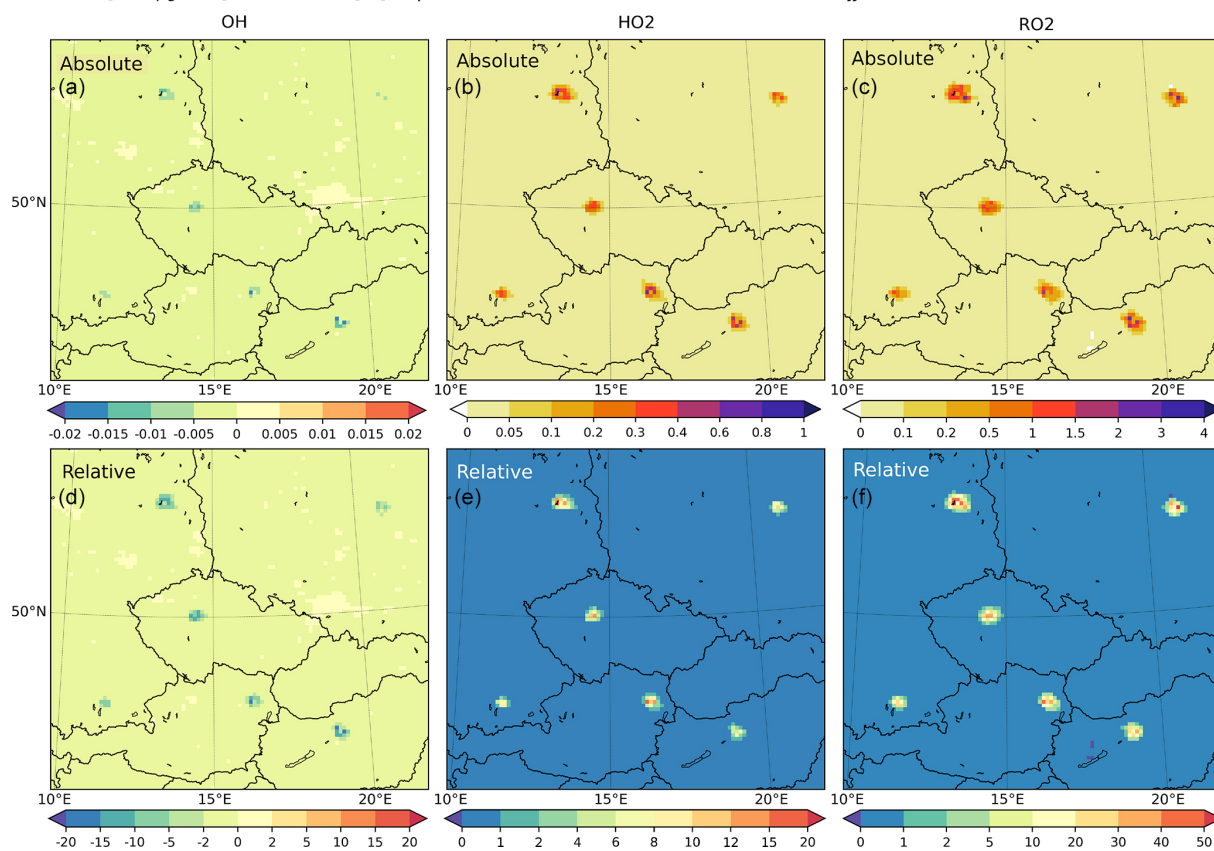 OH HO2 RO2
Absolute Absolute Absolute
(a) (b) (c)
50°N
10°E 15°E 20°E 10°E 15°E 20°E 10°E 15°E 20°E
-0.02 -0.015 -0.01 -0.005 0 0.005 0.01 0.015 0.02
0 0.05 0.1 0.2 0.3 0.4 0.6 0.8 1
0 0.1 0.2 0.5 1 1.5 2 3 4
Relative Relative Relative
(d) (e) (f)
50°N
10°E 15°E 20°E 10°E 15°E 20°E 10°E 15°E 20°E
-20 -15 -10 -5 -2 0 2 5 10 15 20
0 1 2 4 6 8 10 12 15 20
0 1 2 5 10 20 30 40 50